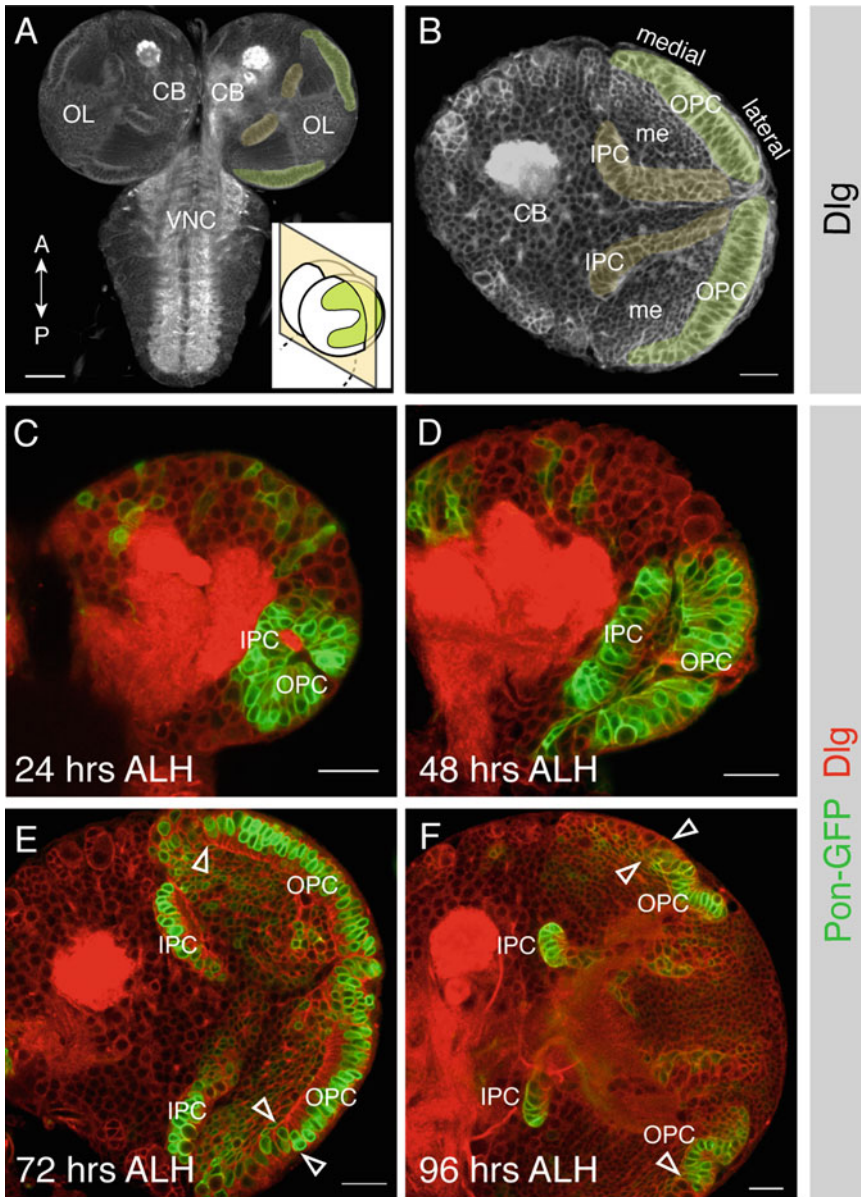 A
OL
CB
CB
OL
VNC
A
P
B
medial
OPC
lateral
me
IPC
CB
IPC
me
OPC
Dlg
C
IPC
OPC
24 hrs ALH
D
IPC
OPC
48 hrs ALH
E
OPC
IPC
IPC
OPC
72 hrs ALH
F
OPC
IPC
IPC
OPC
96 hrs ALH
Pon-GFP Dlg